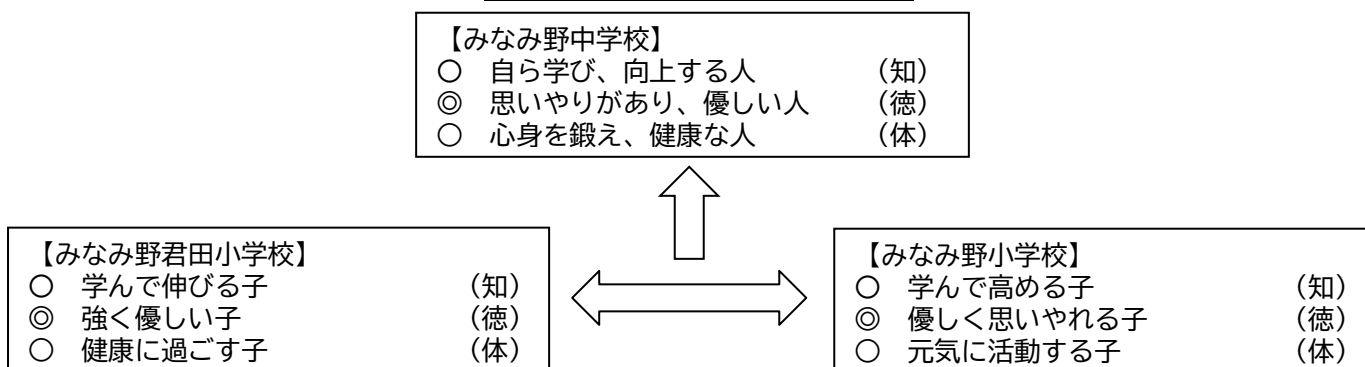 【みなみ野中学校】
○ 自ら学び、向上する人 （知）
◎ 思いやりがあり、優しい人 （徳）
○ 心身を鍛え、健康な人 （体）
【みなみ野君田小学校】
○ 学んで伸びる子 （知）
◎ 強く優しい子 （徳）
○ 健康に過ごす子 （体）
【みなみ野小学校】
○ 学んで高める子 （知）
◎ 優しく思いやれる子 （徳）
○ 元気に活動する子 （体）